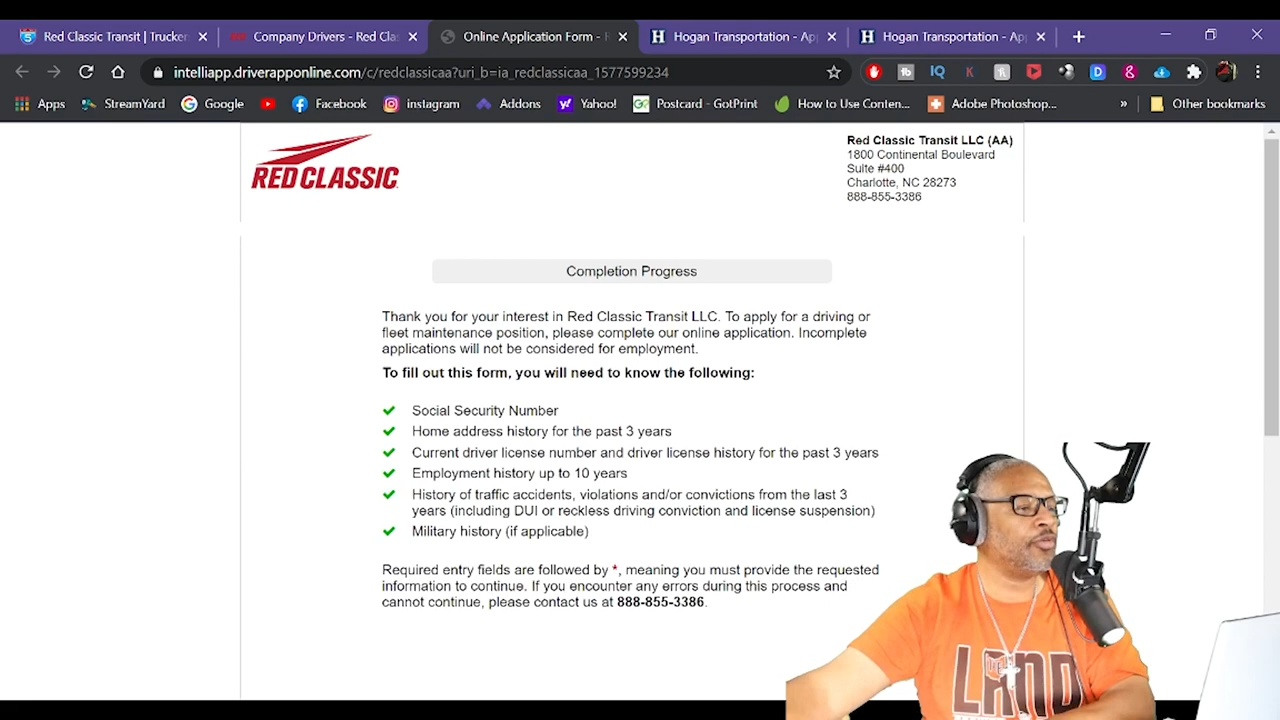 Red Classic Transit | Trucker
Company Drivers - Red Cla
Online Application Form - R
Hogan Transportation - App
Hogan Transportation - App
intelliapp.driverapponline.com/c/redclassicaa?uri_b=ia_redclassicaa_1577599234
Apps StreamYard Google Facebook instagram Addons Yahoo! Postcard - GotPrint How to Use Conten... Adobe Photoshop... » Other bookmarks
RED CLASSIC
Red Classic Transit LLC (AA)
1800 Continental Boulevard
Suite #400
Charlotte, NC 28273
888-855-3386
Completion Progress
Thank you for your interest in Red Classic Transit LLC. To apply for a driving or
fleet maintenance position, please complete our online application. Incomplete
applications will not be considered for employment.
To fill out this form, you will need to know the following:
Social Security Number
Home address history for the past 3 years
Current driver license number and driver license history for the past 3 years
Employment history up to 10 years
History of traffic accidents, violations and/or convictions from the last 3
years (including DUI or reckless driving conviction and license suspension)
Military history (if applicable)
Required entry fields are followed by *, meaning you must provide the requested
information to continue. If you encounter any errors during this process and
cannot continue, please contact us at 888-855-3386.
LAND